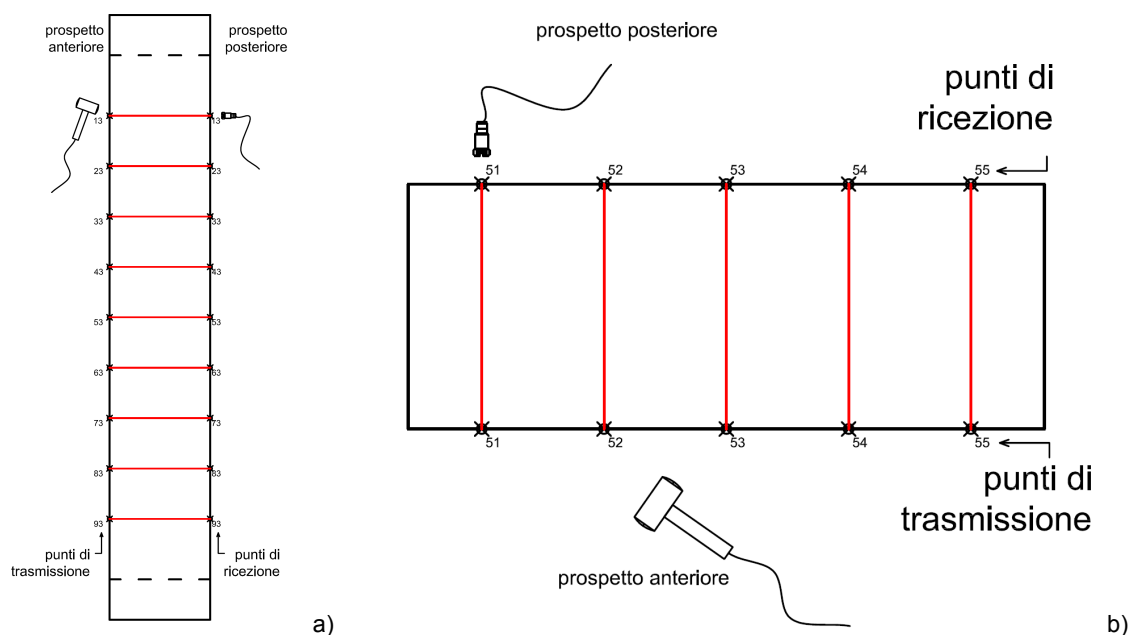 prospetto
anteriore
prospetto
posteriore
13
13
23
23
33
33
43
43
53
53
63
63
73
73
83
83
93
93
punti di
trasmissione
punti di
ricezione
a)
prospetto posteriore
punti di
ricezione
51
52
53
54
55
51
52
53
54
55
punti di
trasmissione
prospetto anteriore
b)